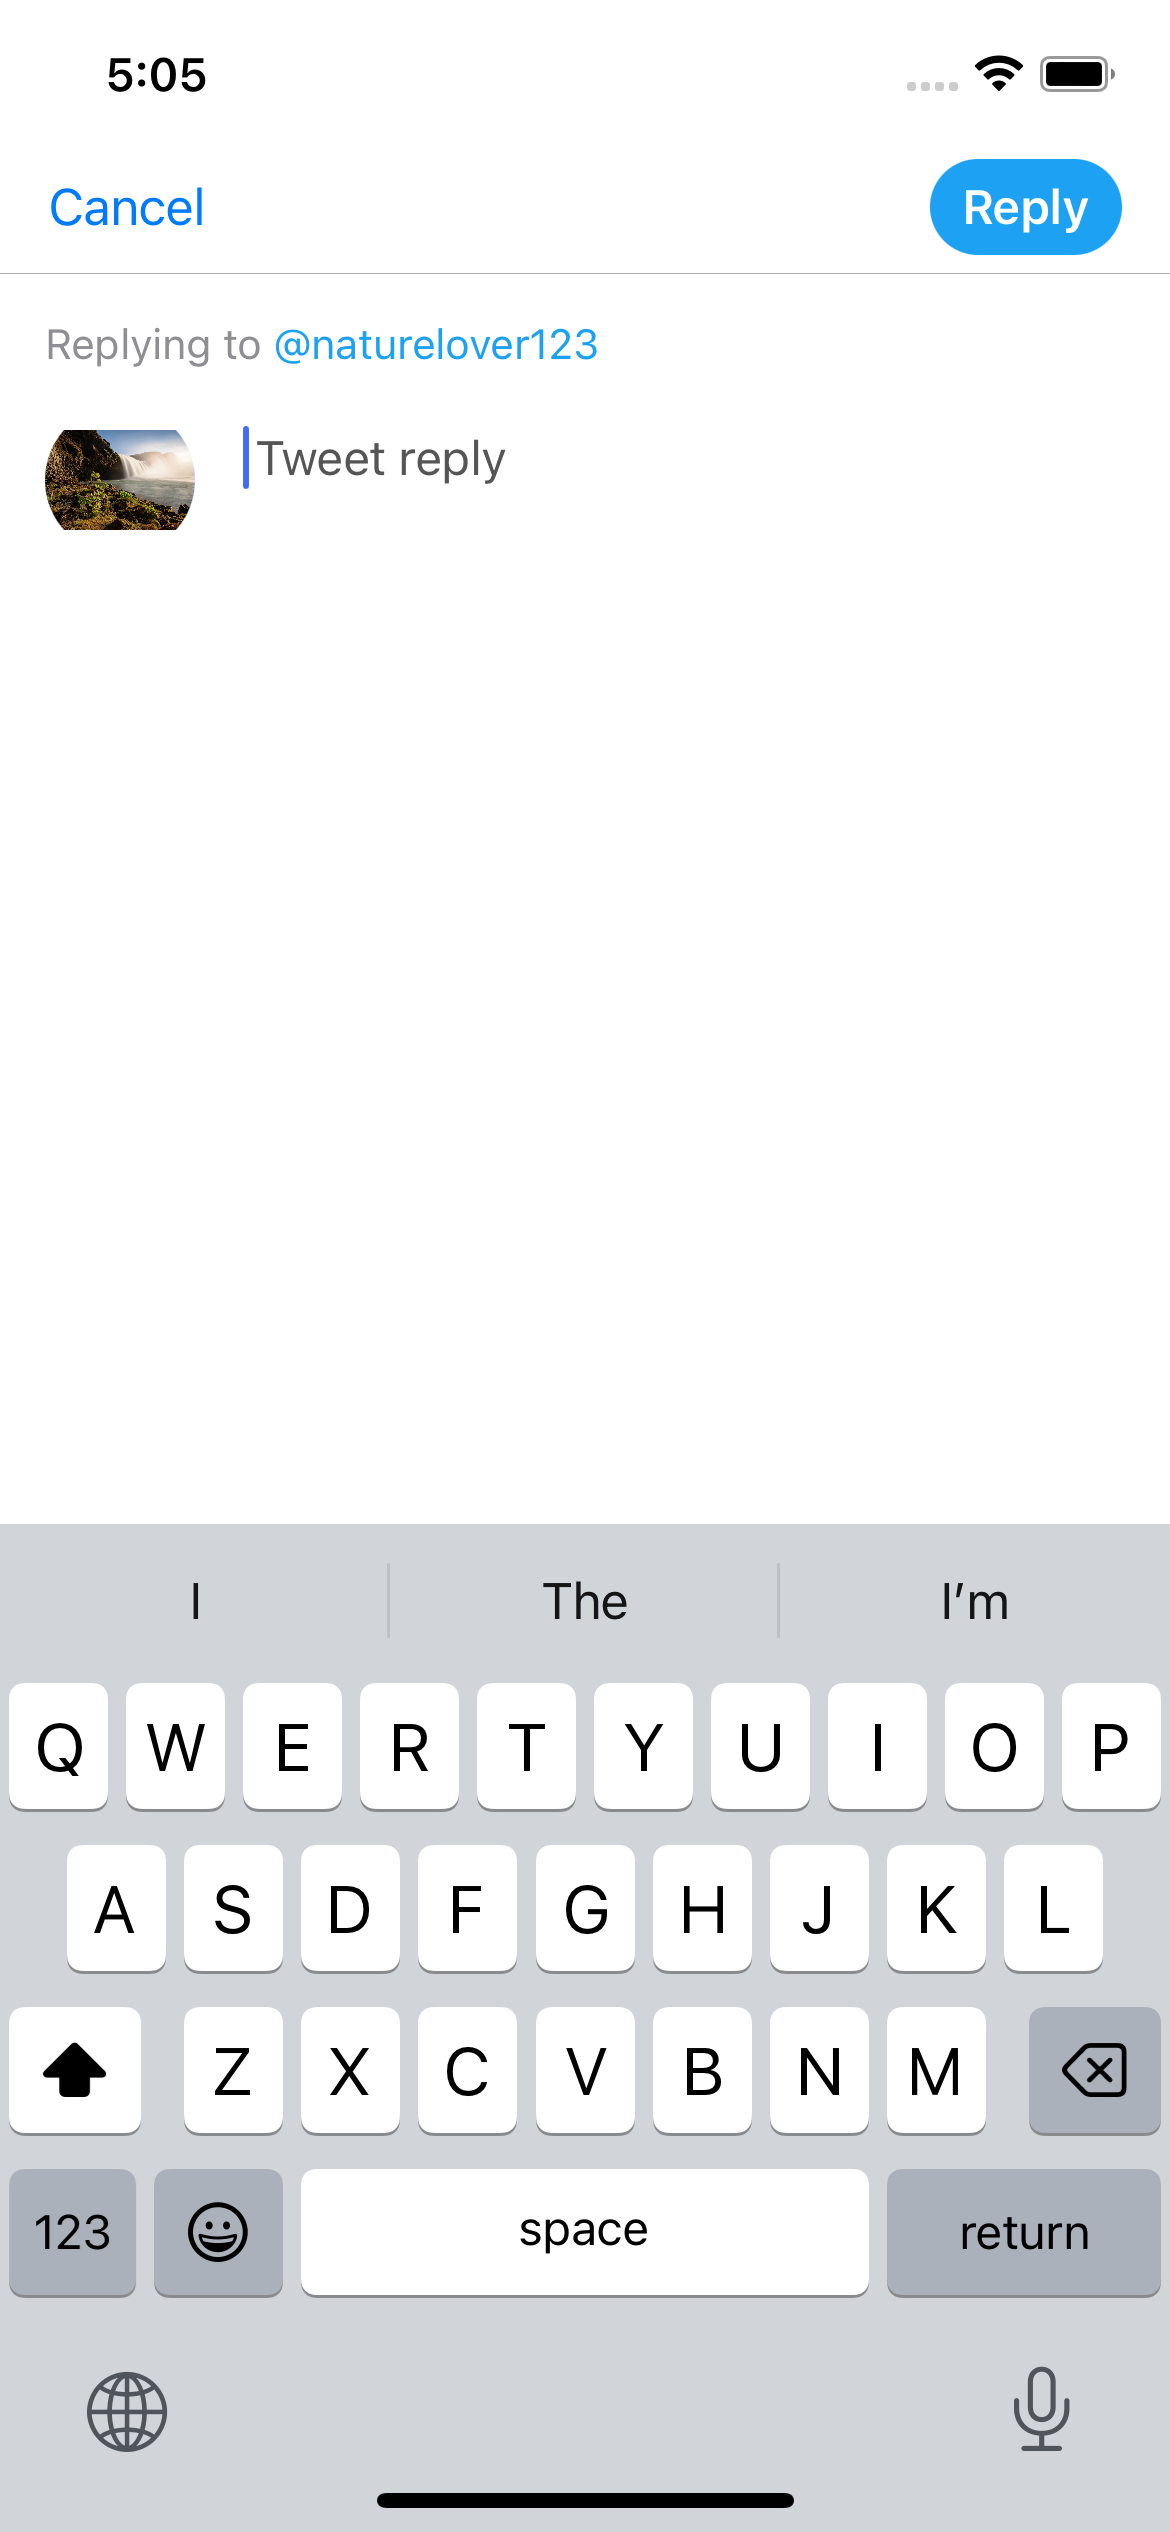 5:05
Cancel
Reply
Replying to @naturelover123
Tweet reply
I The I’m
Q W E R T Y U I O P
A S D F G H J K L
Z X C V B N M
123 space return